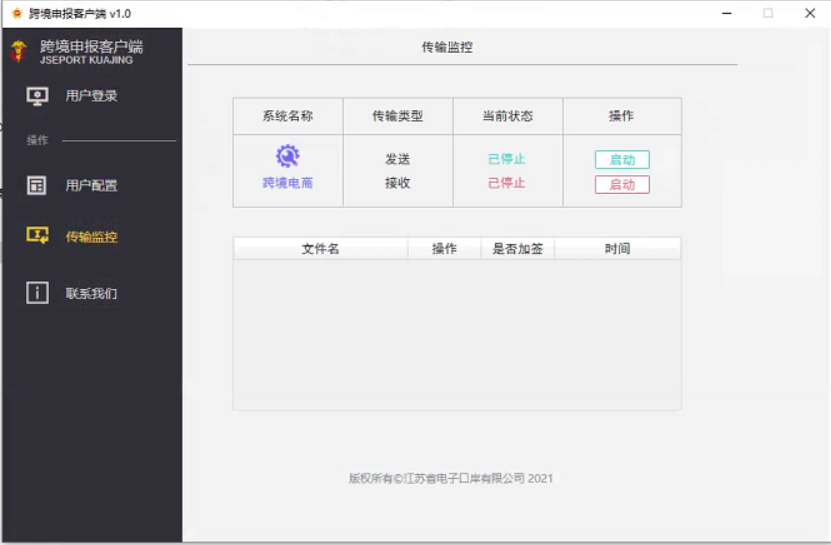 跨境申报客户端 v1.0
跨境申报客户端
JSEPORT KUAJING
用户登录
操作
用户配置
传输监控
联系我们
传输监控
系统名称 传输类型 当前状态 操作
跨境电商
发送 已停止 启动
接收 已停止 启动
文件名 操作 是否加签 时间
版权所有©江苏省电子口岸有限公司 2021